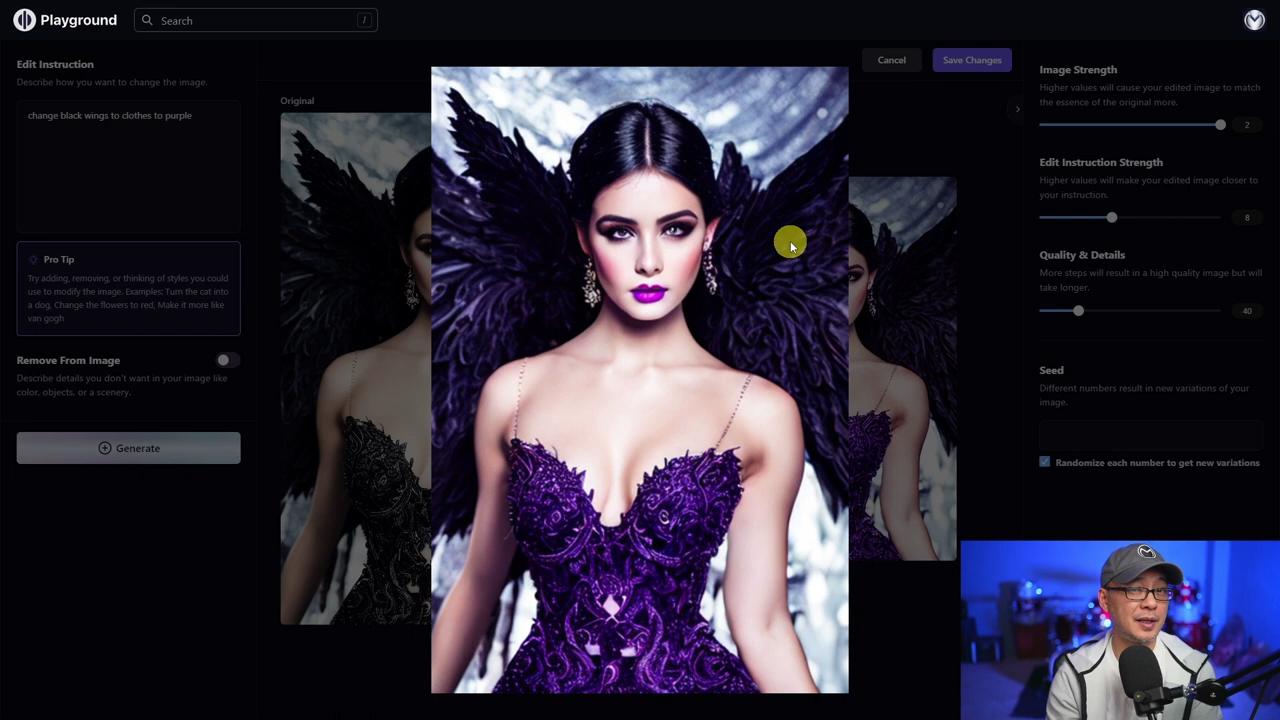 Playground
Search
/
Edit Instruction
Describe how you want to change the image.
change black wings to clothes to purple
Pro Tip
Try adding, removing, or thinking of styles you could
use to modify the image. Examples: Turn the cat into
a dog, Change the flowers to red, Make it more like
van gogh
Remove From Image
Describe details you don't want in your image like
color, objects, or a scenery.
Generate
Original
Cancel
Save Changes
Image Strength
Higher values will cause your edited image to match
the essence of the original more.
2
Edit Instruction Strength
Higher values will make your edited image closer to
your instruction.
8
Quality & Details
More steps will result in a high quality image but will
take longer.
40
Seed
Different numbers result in new variations of your
image.
Randomize each number to get new variations